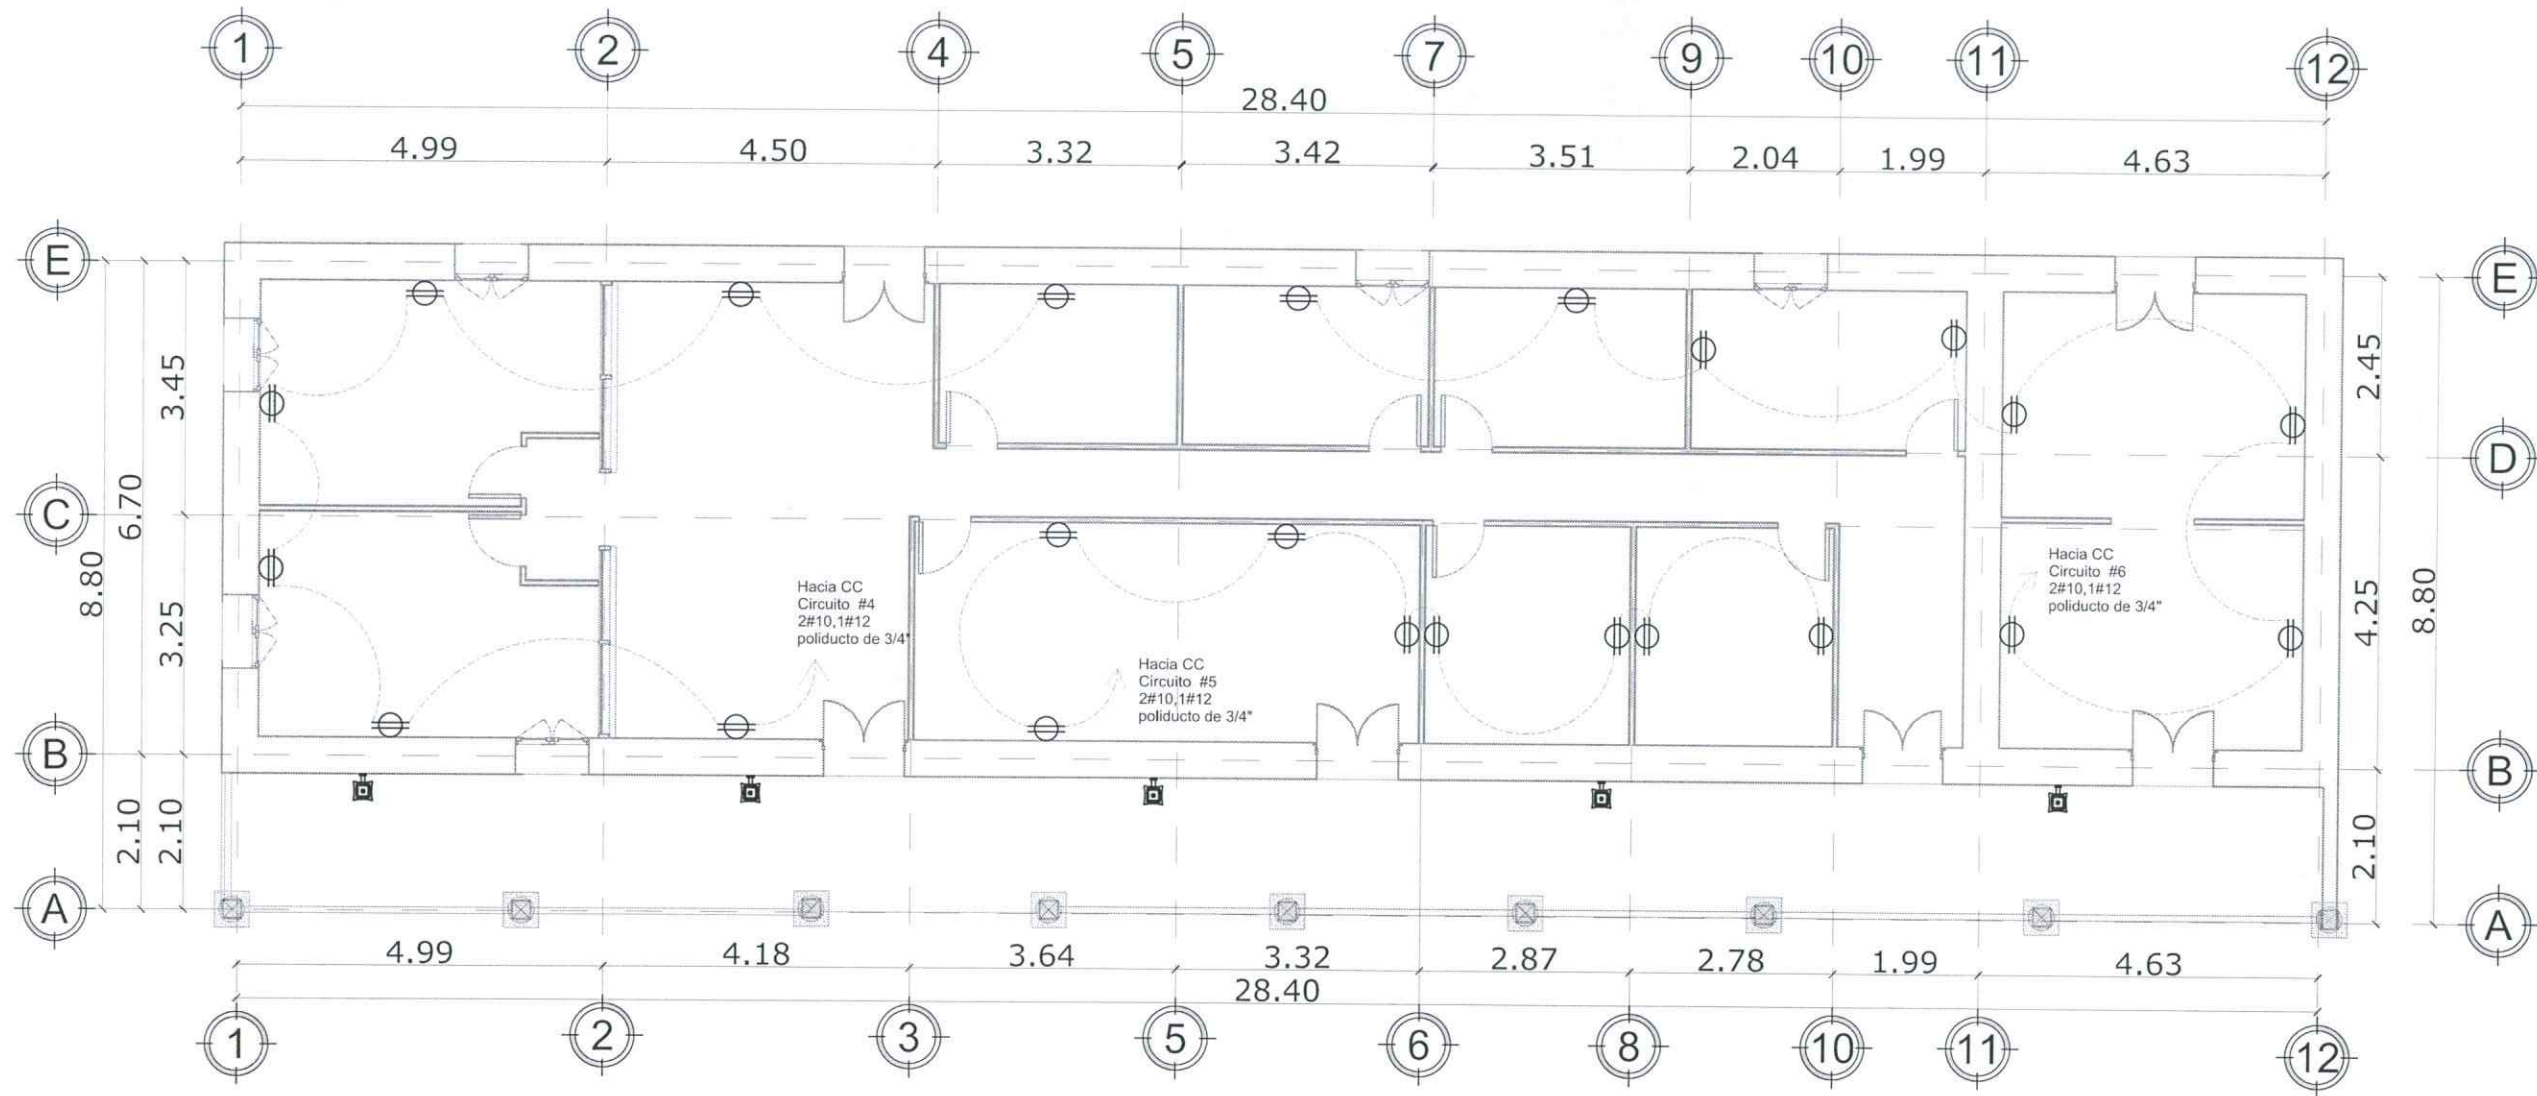 1 2 4 5 7 9 10 11 12
28.40
4.99 4.50 3.32 3.42 3.51 2.04 1.99 4.63
E E
3.45 2.45
D
C
6.70
8.80 8.80
3.25 4.25
Hacia CC
Circuito #4
2#10,1#12
poliducto de 3/4"
Hacia CC
Circuito #5
2#10,1#12
poliducto de 3/4"
Hacia CC
Circuito #6
2#10,1#12
poliducto de 3/4"
B B
2.10 2.10 2.10
A A
4.99 4.18 3.64 3.32 2.87 2.78 1.99 4.63
28.40
1 2 3 5 6 8 10 11 12